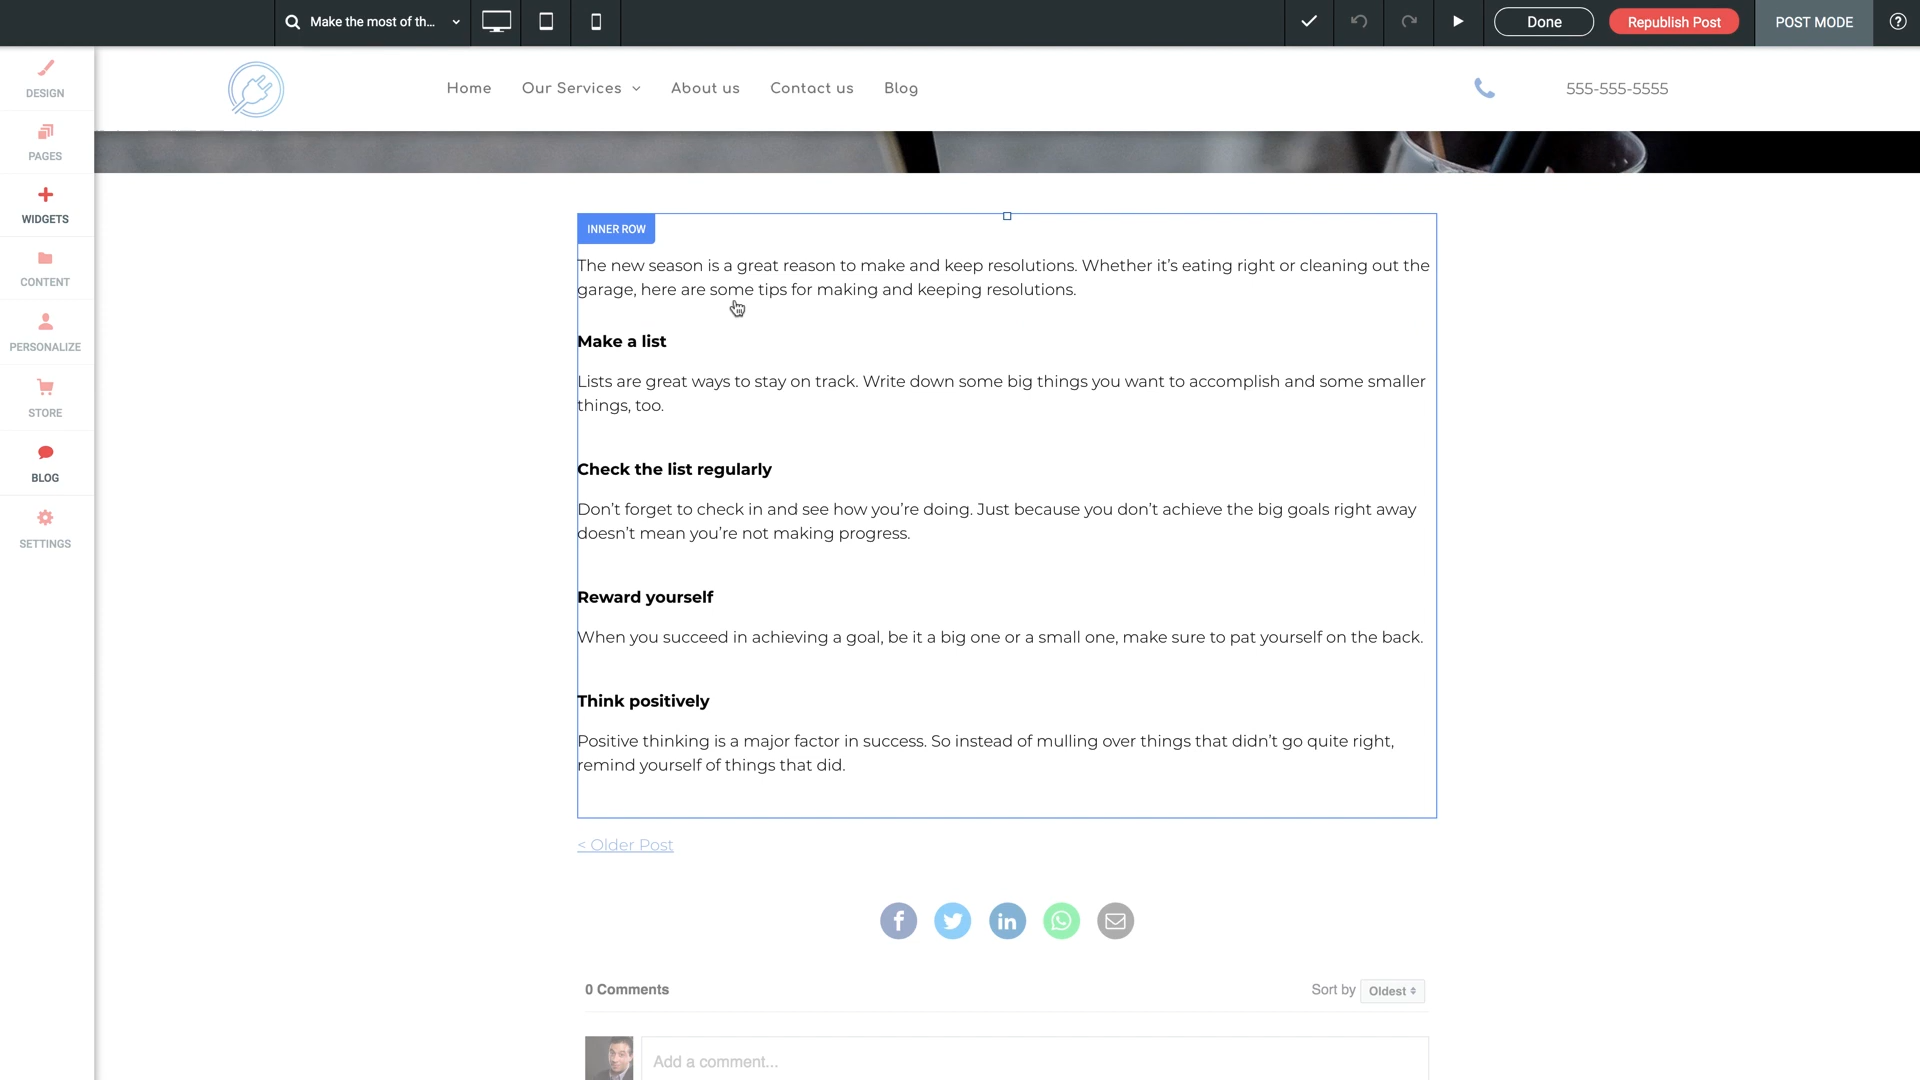 Make the most of th...
Done
Republish Post
POST MODE
DESIGN
PAGES
WIDGETS
CONTENT
PERSONALIZE
STORE
BLOG
SETTINGS
Home
Our Services
About us
Contact us
Blog
555-555-5555
INNER ROW
The new season is a great reason to make and keep resolutions. Whether it's eating right or cleaning out the
garage, here are some tips for making and keeping resolutions.
Make a list
Lists are great ways to stay on track. Write down some big things you want to accomplish and some smaller
things, too.
Check the list regularly
Don't forget to check in and see how you're doing. Just because you don't achieve the big goals right away
doesn't mean you're not making progress.
Reward yourself
When you succeed in achieving a goal, be it a big one or a small one, make sure to pat yourself on the back.
Think positively
Positive thinking is a major factor in success. So instead of mulling over things that didn't go quite right,
remind yourself of things that did.
< Older Post
0 Comments
Sort by Oldest
Add a comment...